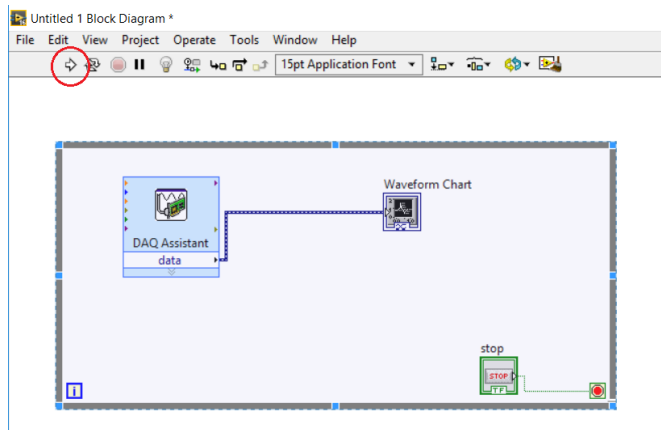 Untitled 1 Block Diagram *
File Edit View Project Operate Tools Window Help
15pt Application Font
Waveform Chart
DAQ Assistant
data
stop
STOP
TF
i